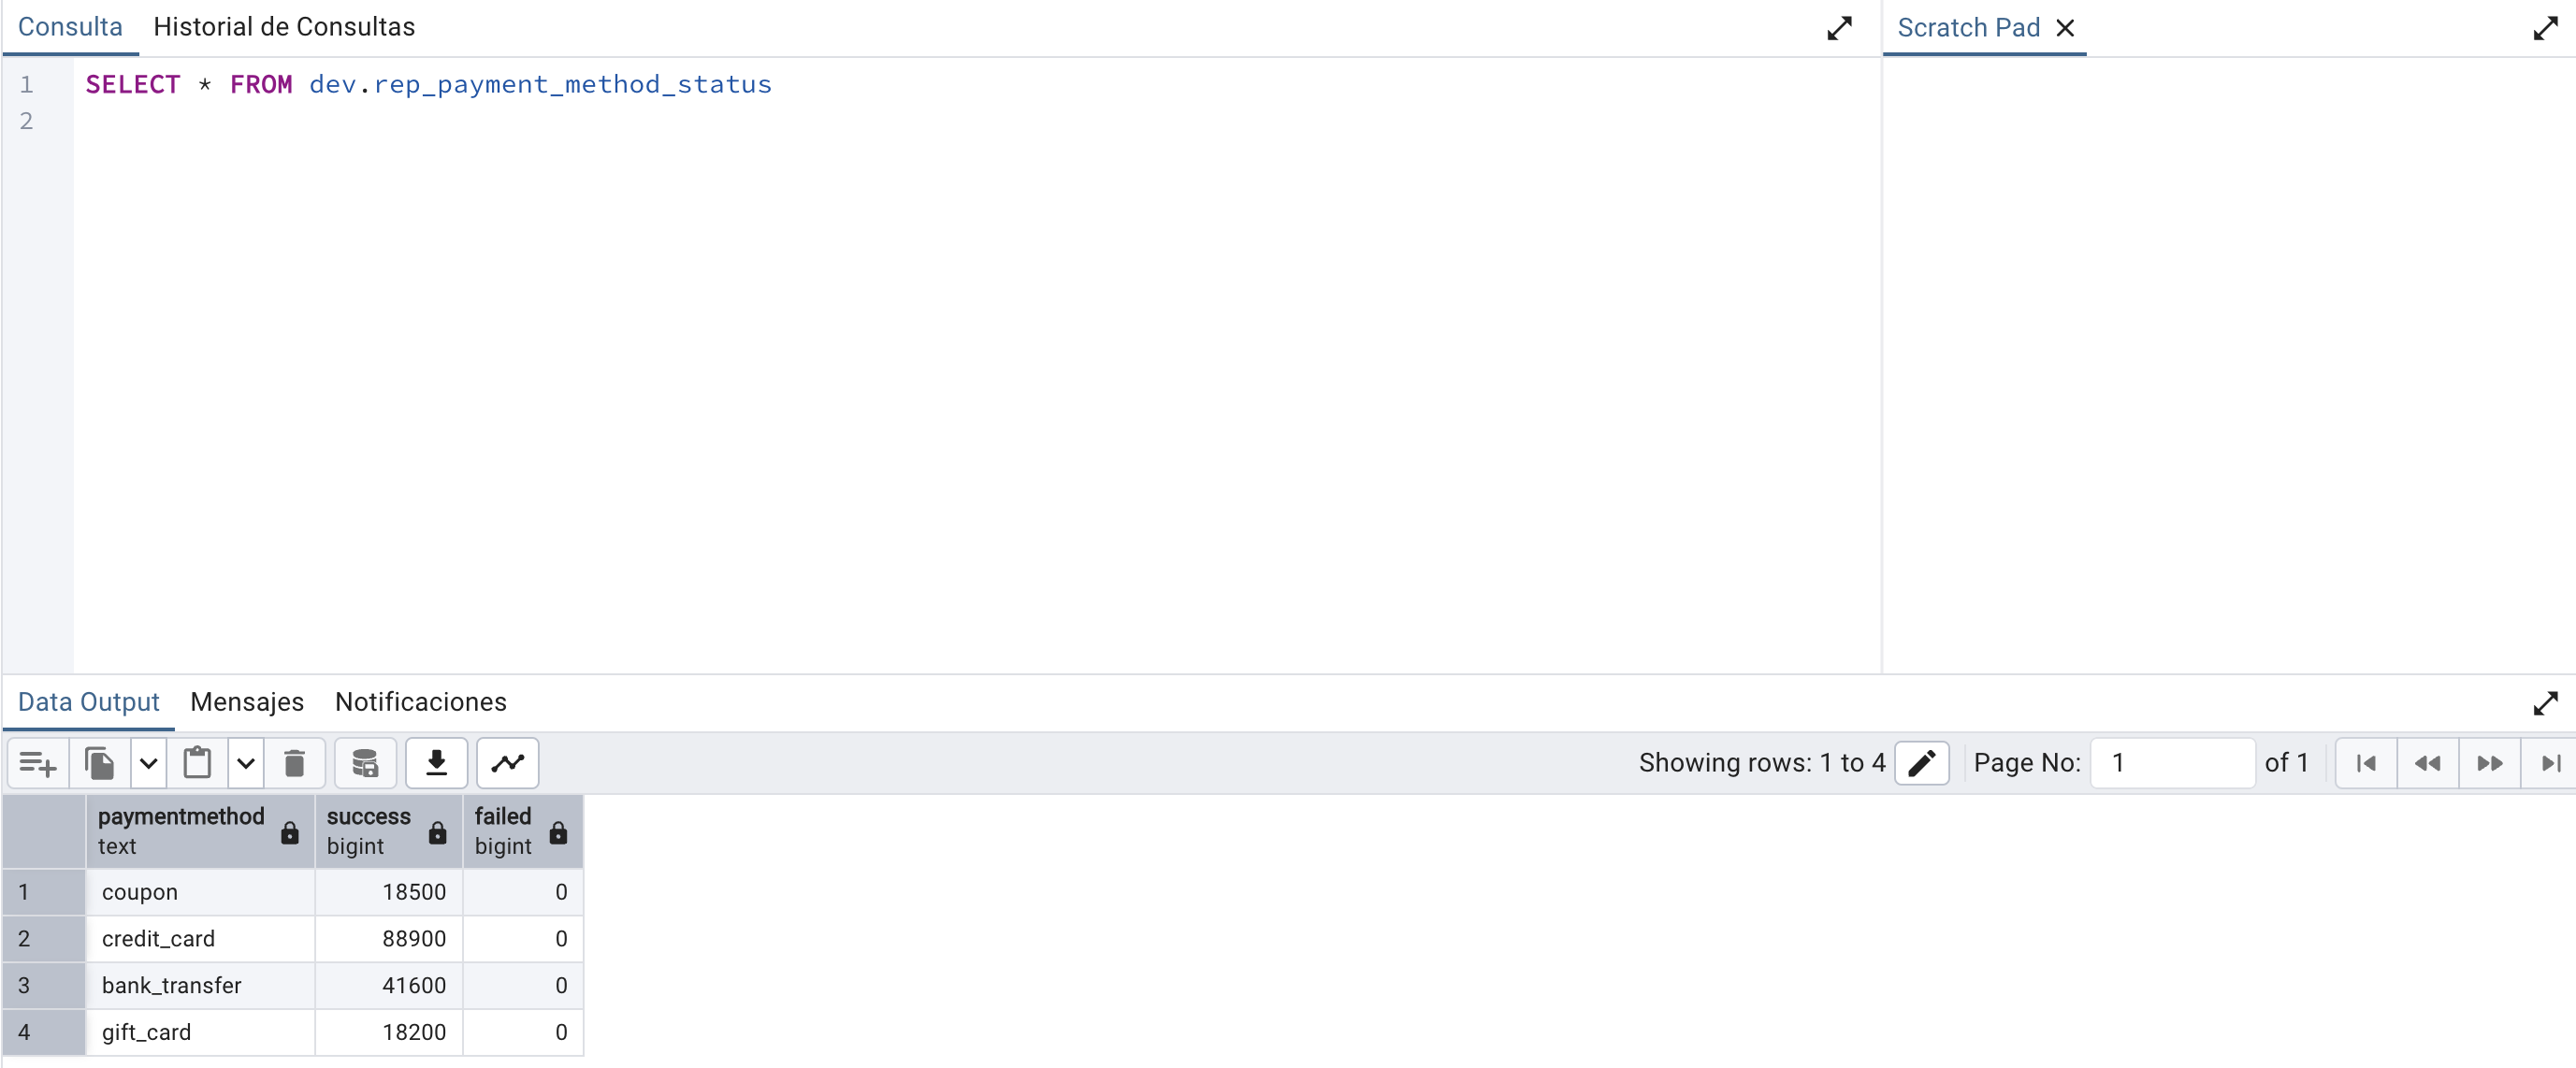 Consulta Historial de Consultas Scratch Pad
1 SELECT * FROM dev.rep_payment_method_status
2
Data Output Mensajes Notificaciones
Showing rows: 1 to 4 Page No: 1 of 1
paymentmethod success failed
text bigint bigint
1 coupon 18500 0
2 credit_card 88900 0
3 bank_transfer 41600 0
4 gift_card 18200 0